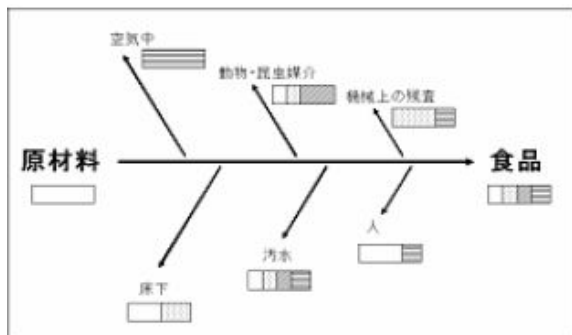 空気中
動物・昆虫媒介
機械上の残査
原材料
食品
床下
汚水
人